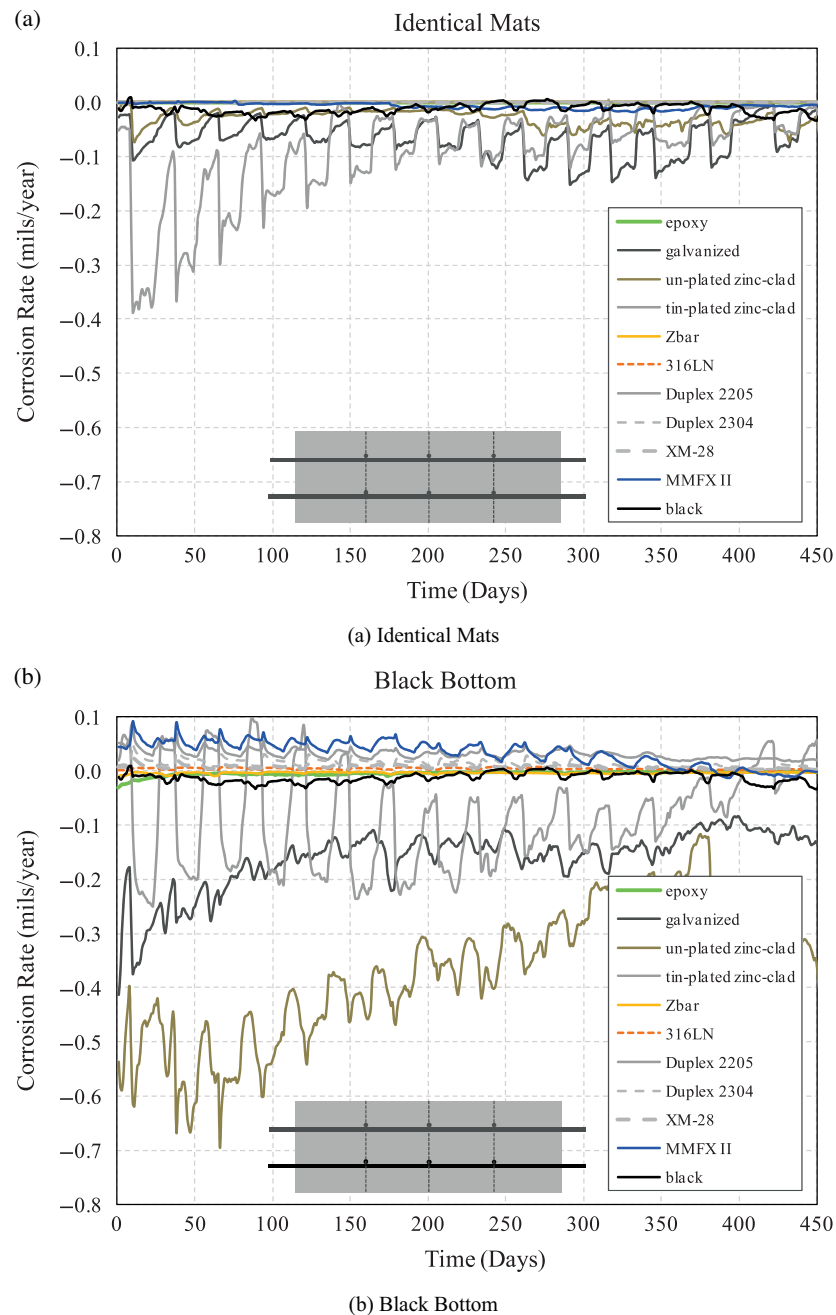 (a)
Identical Mats
Corrosion Rate (mils/year)
0.1
0.0
−0.1
−0.2
−0.3
−0.4
−0.5
−0.6
−0.7
−0.8
epoxy
galvanized
un-plated zinc-clad
tin-plated zinc-clad
Zbar
316LN
Duplex 2205
Duplex 2304
XM-28
MMFX II
black
0 50 100 150 200 250 300 350 400 450
Time (Days)
(a) Identical Mats
(b)
Black Bottom
Corrosion Rate (mils/year)
0.1
0.0
−0.1
−0.2
−0.3
−0.4
−0.5
−0.6
−0.7
−0.8
epoxy
galvanized
un-plated zinc-clad
tin-plated zinc-clad
Zbar
316LN
Duplex 2205
Duplex 2304
XM-28
MMFX II
black
0 50 100 150 200 250 300 350 400 450
Time (Days)
(b) Black Bottom